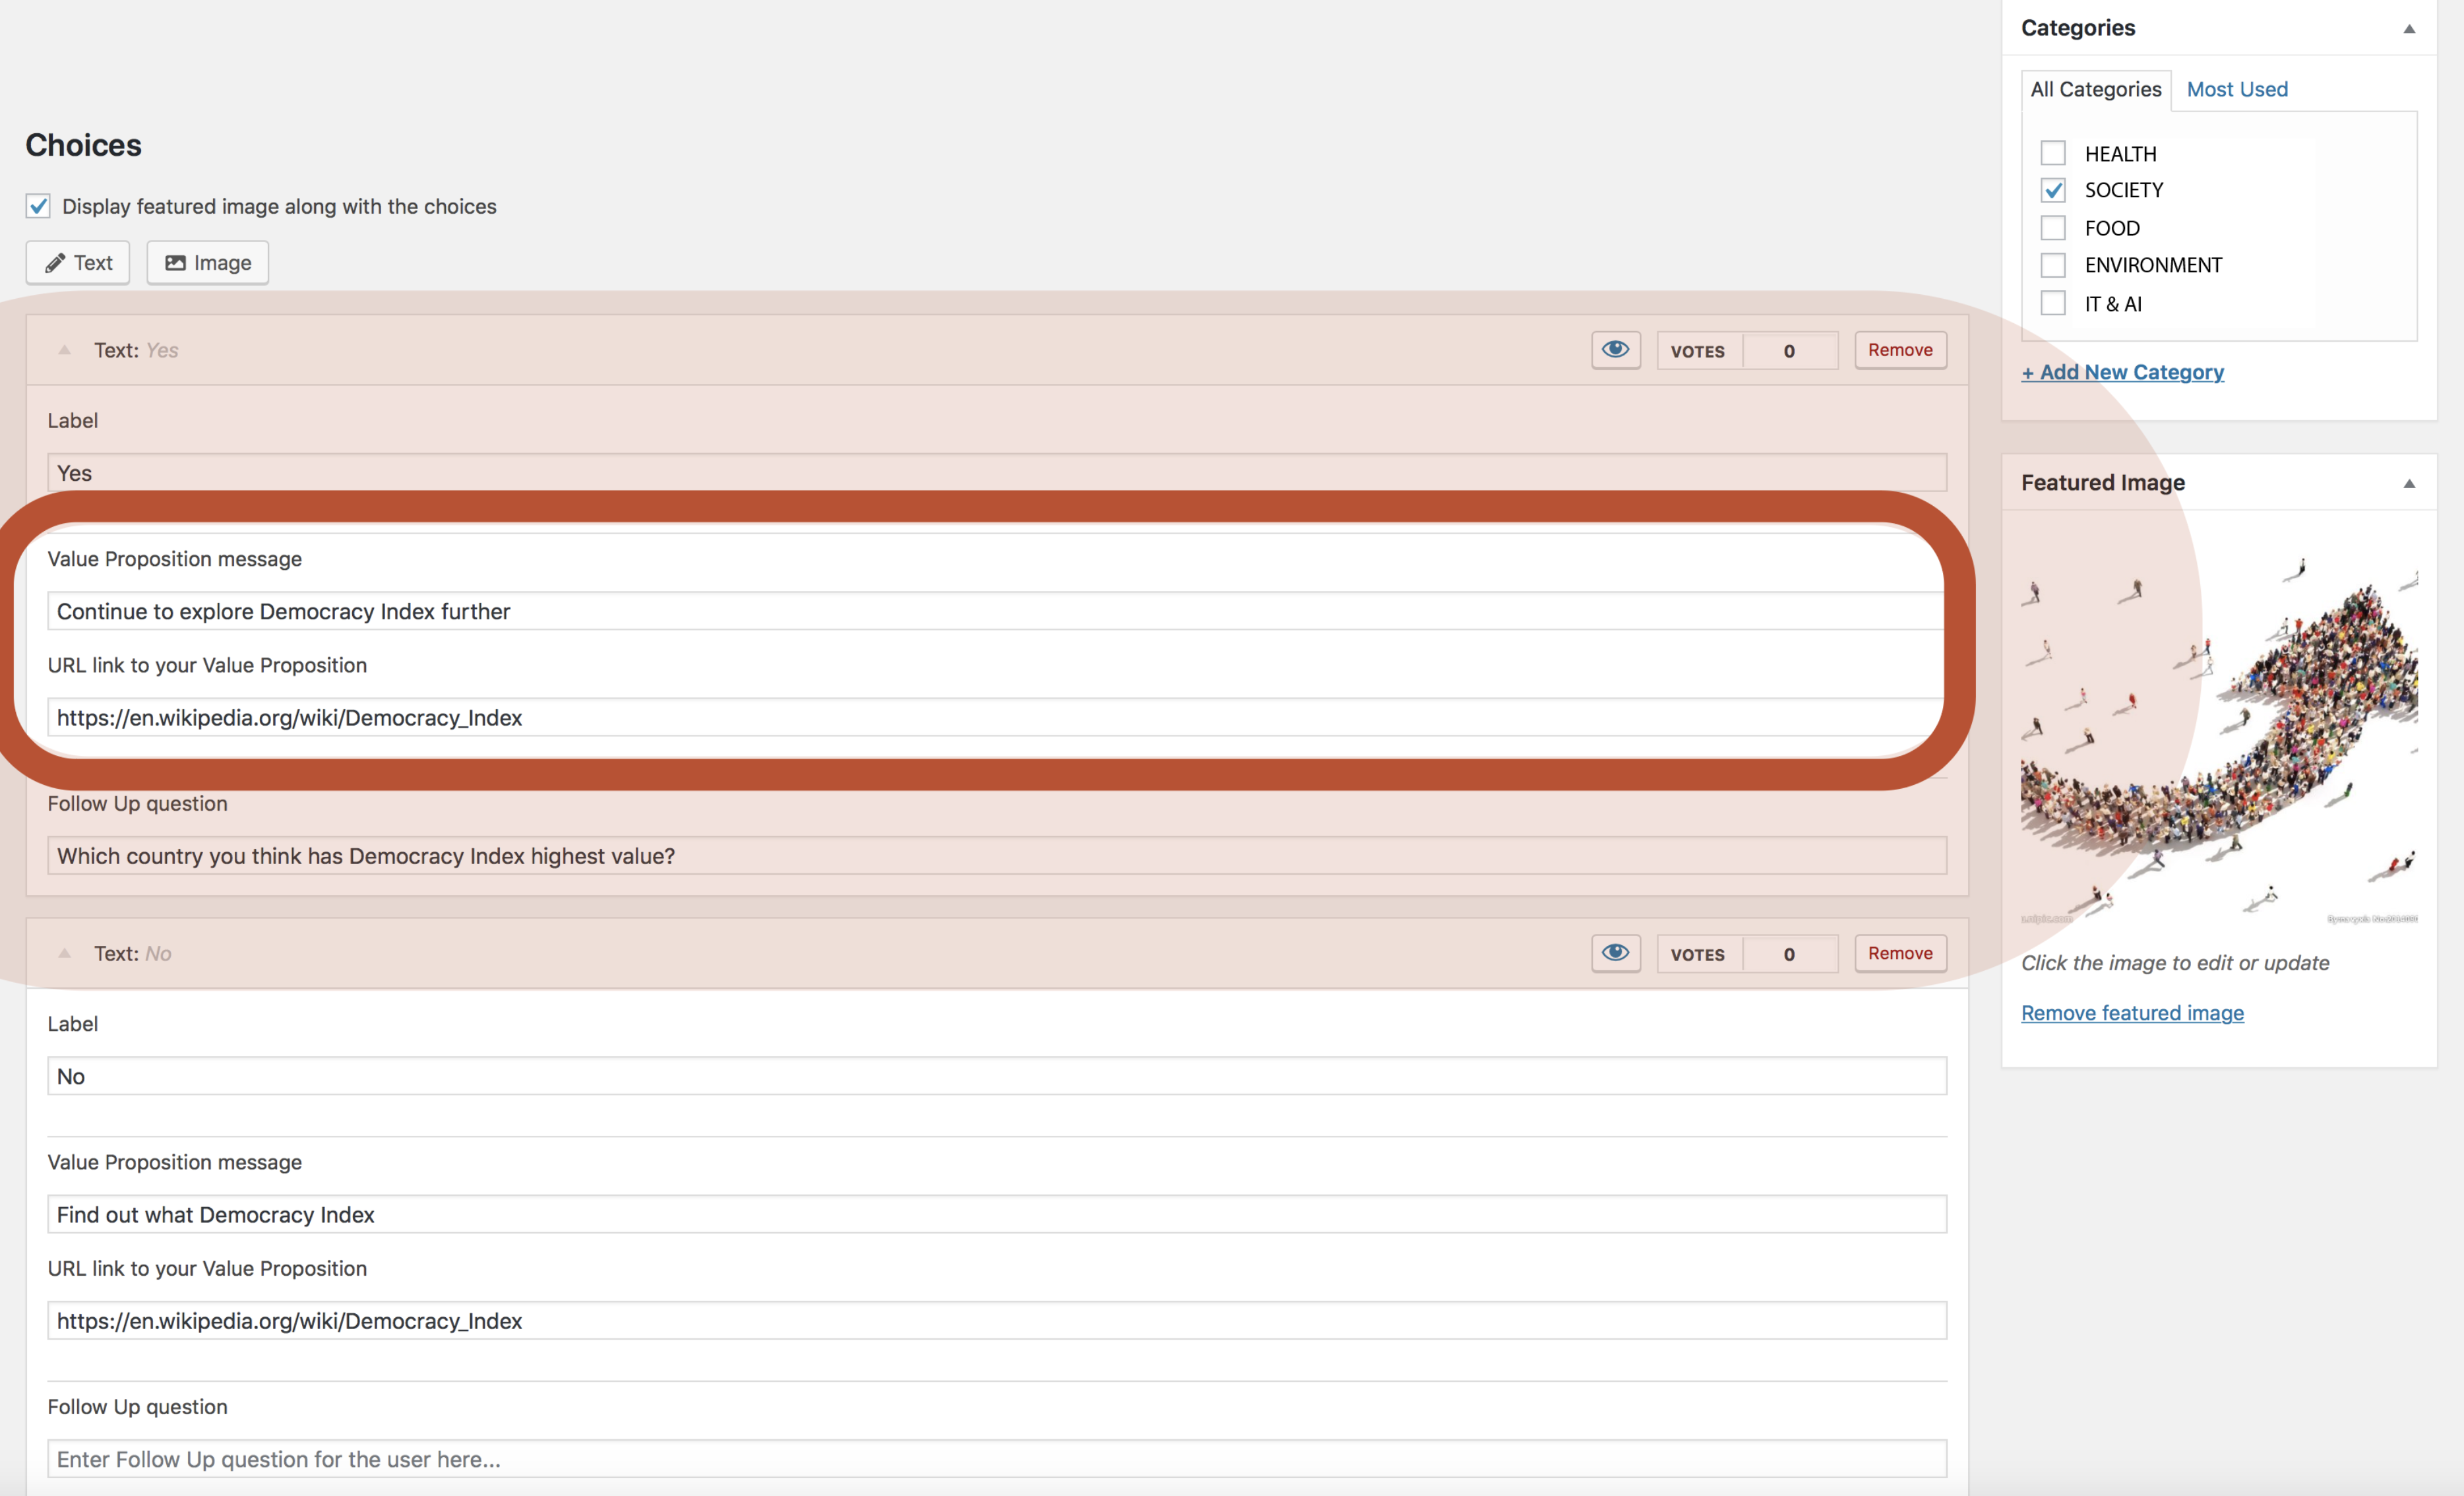 Choices
Display featured image along with the choices
Text Image
Text: Yes VOTES 0 Remove
Label
Yes
Value Proposition message
Continue to explore Democracy Index further
URL link to your Value Proposition
https://en.wikipedia.org/wiki/Democracy_Index
Follow Up question
Which country you think has Democracy Index highest value?
Text: No VOTES 0 Remove
Label
No
Value Proposition message
Find out what Democracy Index
URL link to your Value Proposition
https://en.wikipedia.org/wiki/Democracy_Index
Follow Up question
Enter Follow Up question for the user here...
Categories
All Categories Most Used
HEALTH
SOCIETY
FOOD
ENVIRONMENT
IT & AI
+ Add New Category
Featured Image
Click the image to edit or update
Remove featured image